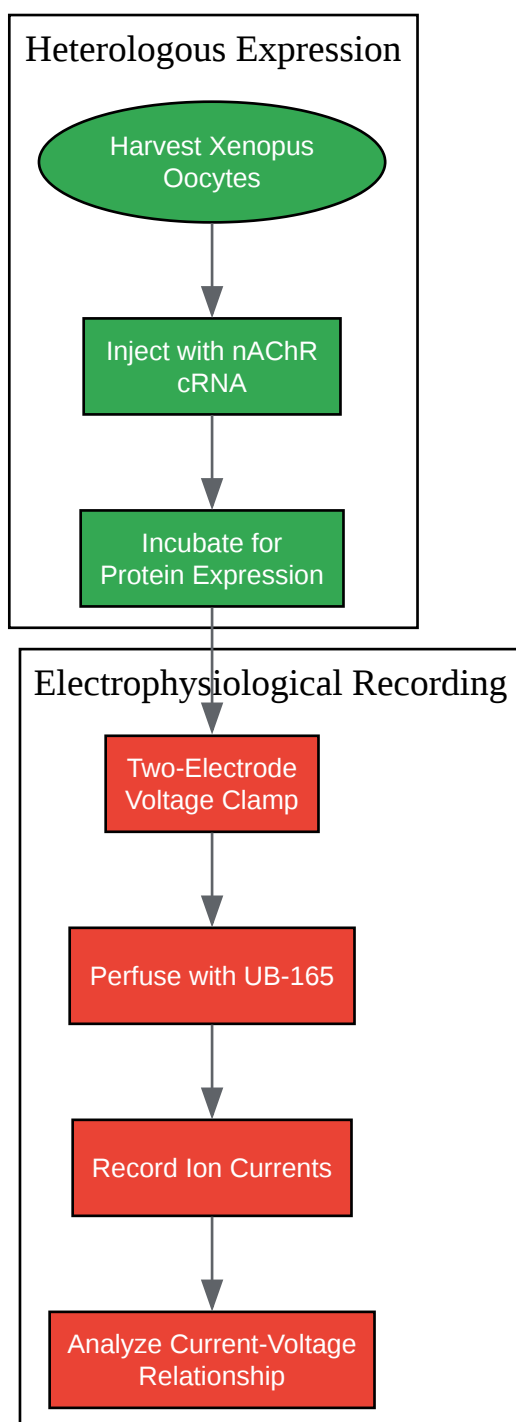 Heterologous Expression
Harvest Xenopus
Oocytes
Inject with nAChR
cRNA
Incubate for
Protein Expression
Electrophysiological Recording
Two-Electrode
Voltage Clamp
Perfuse with UB-165
Record Ion Currents
Analyze Current-Voltage
Relationship